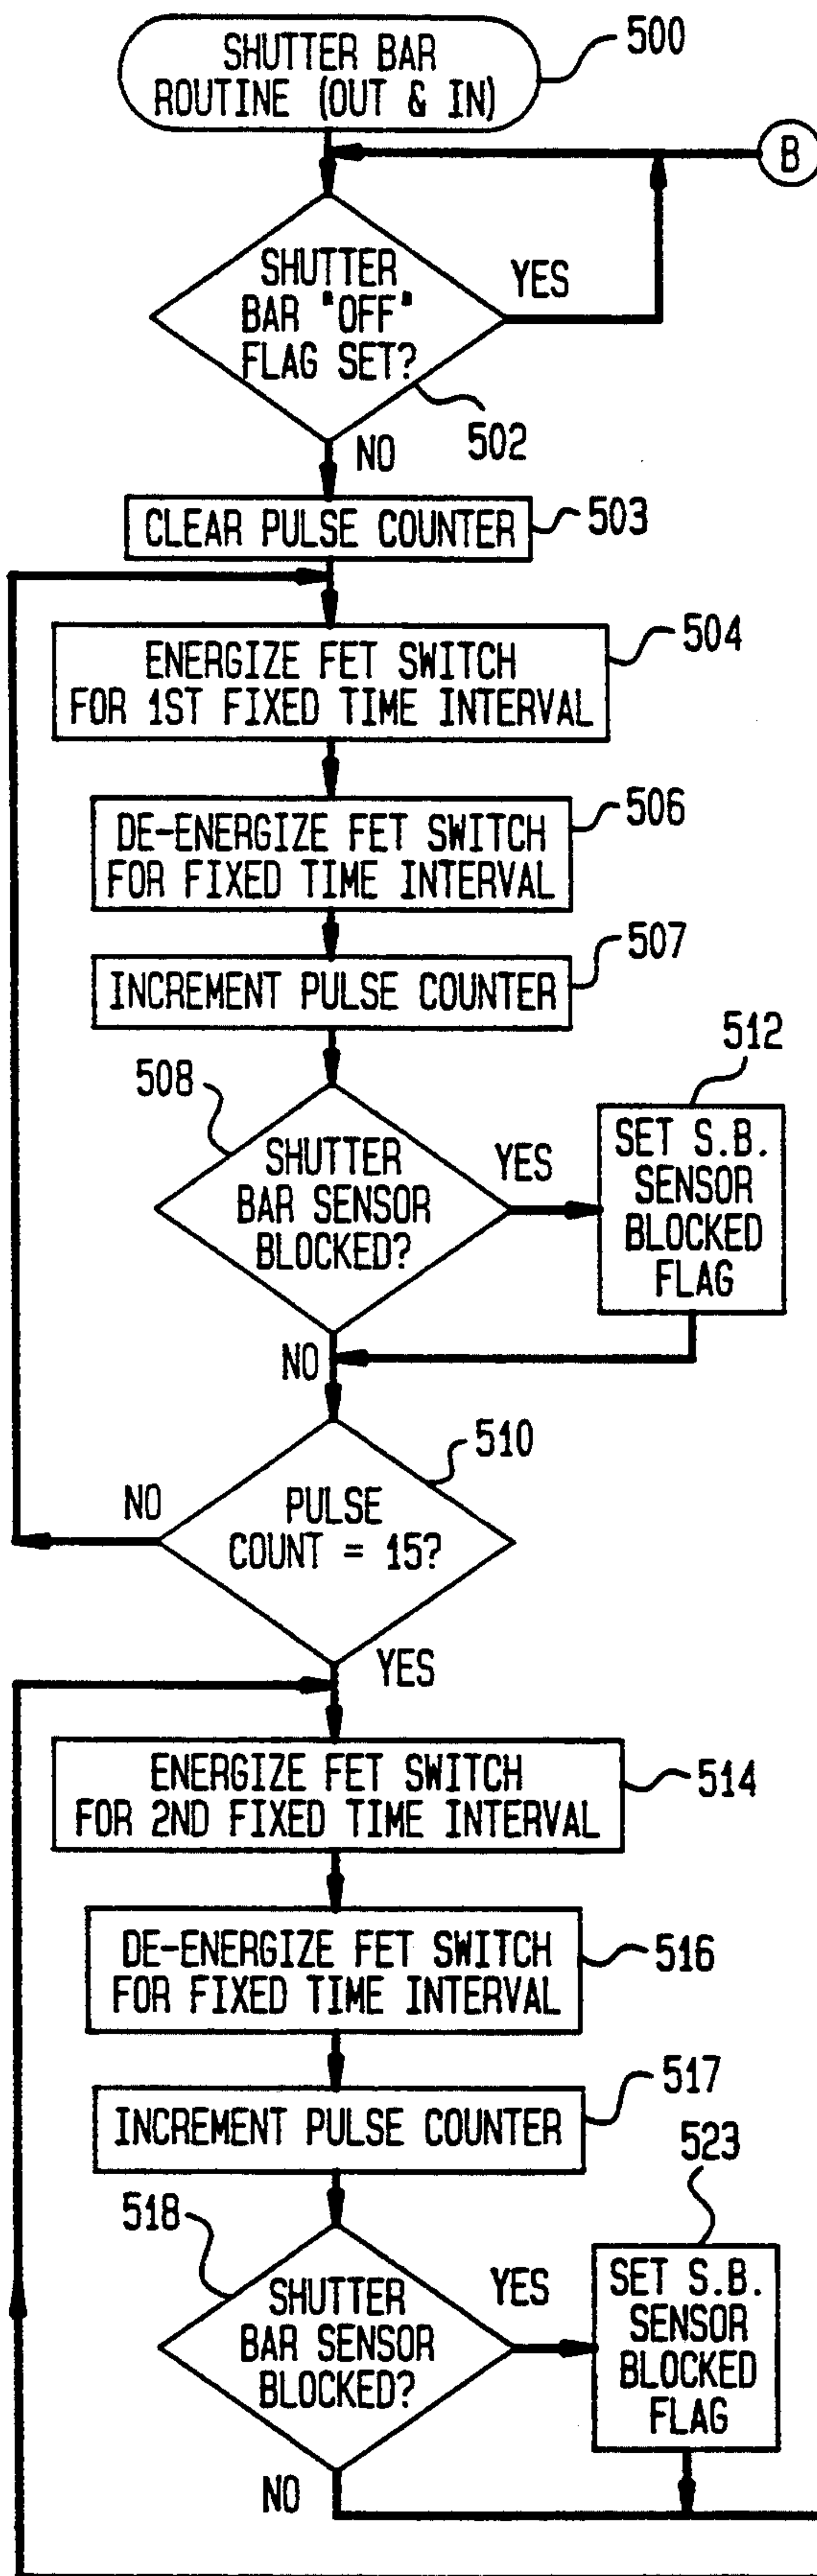 SHUTTER BAR
ROUTINE (OUT & IN)
500
B
SHUTTER
BAR "OFF"
FLAG SET?
YES
502
NO
CLEAR PULSE COUNTER
503
ENERGIZE FET SWITCH
FOR 1ST FIXED TIME INTERVAL
504
DE-ENERGIZE FET SWITCH
FOR FIXED TIME INTERVAL
506
INCREMENT PULSE COUNTER
507
508
SHUTTER
BAR SENSOR
BLOCKED?
YES
512
SET S.B.
SENSOR
BLOCKED
FLAG
NO
510
PULSE
COUNT = 15?
NO
YES
ENERGIZE FET SWITCH
FOR 2ND FIXED TIME INTERVAL
514
DE-ENERGIZE FET SWITCH
FOR FIXED TIME INTERVAL
516
INCREMENT PULSE COUNTER
517
518
SHUTTER
BAR SENSOR
BLOCKED?
YES
523
SET S.B.
SENSOR
BLOCKED
FLAG
NO